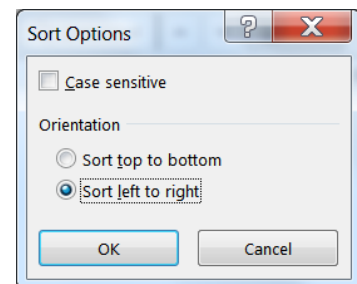 Sort Options
Case sensitive
Orientation
Sort top to bottom
Sort left to right
OK
Cancel